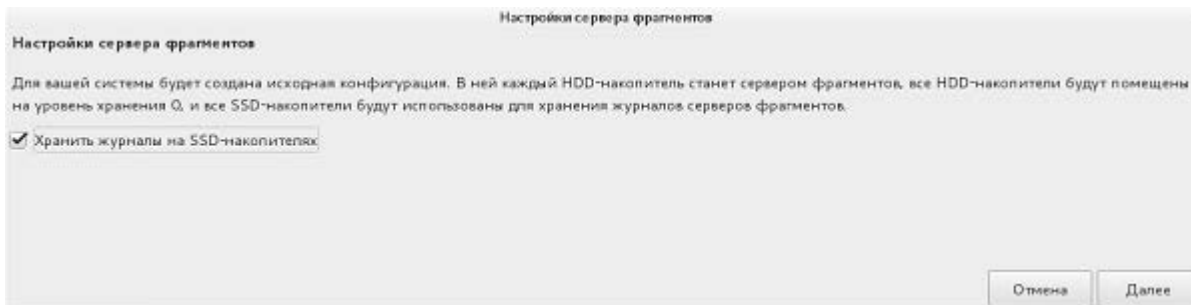 Настройки сервера фрагментов
Настройки сервера фрагментов
Для вашей системы будет создана исходная конфигурация. В ней каждый HDD-накопитель станет сервером фрагментов, все HDD-накопители будут помещены
на уровень хранения 0, и все SSD-накопители будут использованы для хранения журналов серверов фрагментов.
Хранить журналы на SSD-накопителях
Отмена
Далее